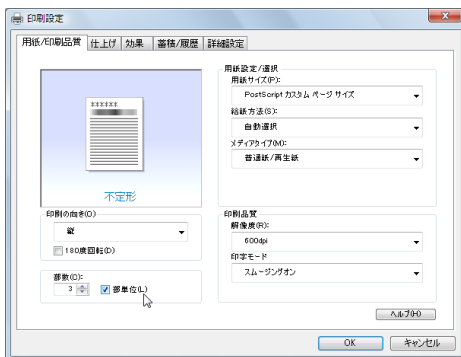 印刷設定
用紙/印刷品質 仕上げ 効果 蓄積/履歴 詳細設定
不定形
印刷の向き(O)
縦
180度回転(D)
部数(C):
3 部単位(L)
用紙設定/選択
用紙サイズ(P):
PostScript カスタム ページ サイズ
給紙方法(S):
自動選択
メディアタイプ(M):
普通紙/再生紙
印刷品質
解像度(R):
600dpi
印字モード
スムージングオン
ヘルプ(H)
OK キャンセル